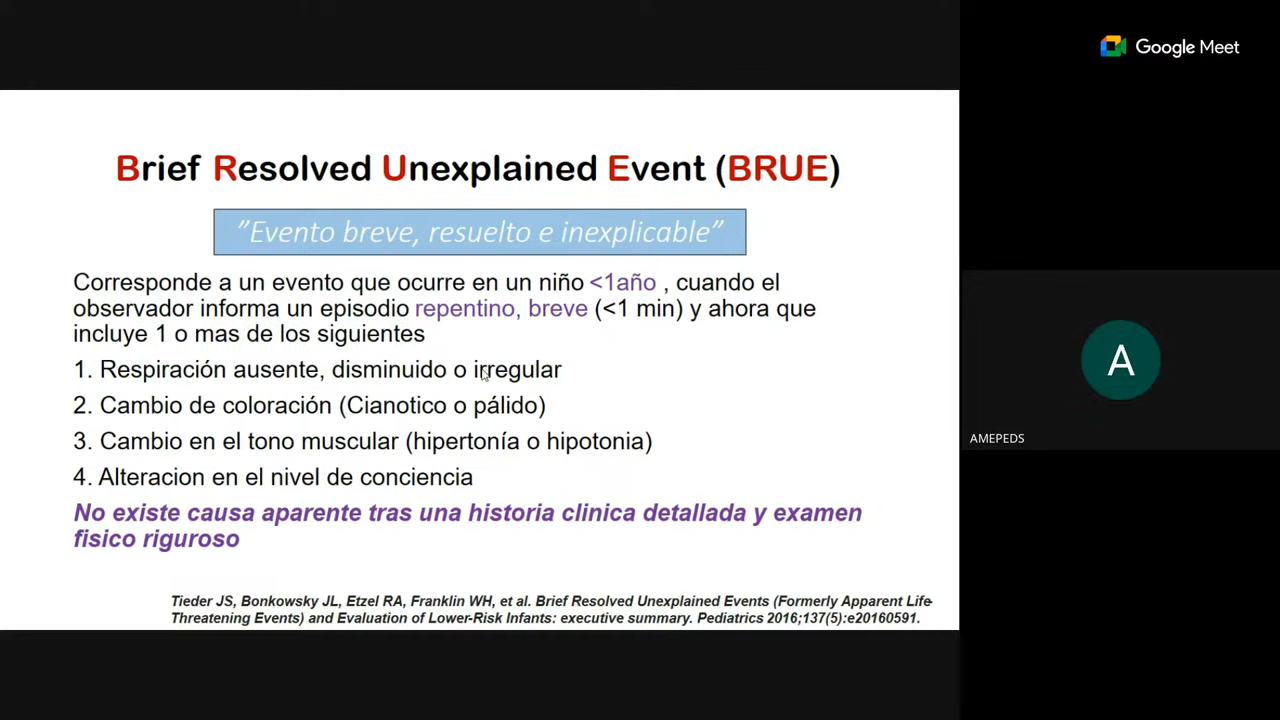 Google Meet
Brief Resolved Unexplained Event (BRUE)
”Evento breve, resuelto e inexplicable”
Corresponde a un evento que ocurre en un niño <1año , cuando el
observador informa un episodio repentino, breve (<1 min) y ahora que
incluye 1 o mas de los siguientes
1. Respiración ausente, disminuido o irregular
2. Cambio de coloración (Cianotico o pálido)
3. Cambio en el tono muscular (hipertonía o hipotonia)
4. Alteracion en el nivel de conciencia
No existe causa aparente tras una historia clinica detallada y examen
fisico riguroso
Tieder JS, Bonkowsky JL, Etzel RA, Franklin WH, et al. Brief Resolved Unexplained Events (Formerly Apparent Life-
Threatening Events) and Evaluation of Lower-Risk Infants: executive summary. Pediatrics 2016;137(5):e20160591.
A
AMEPEDS